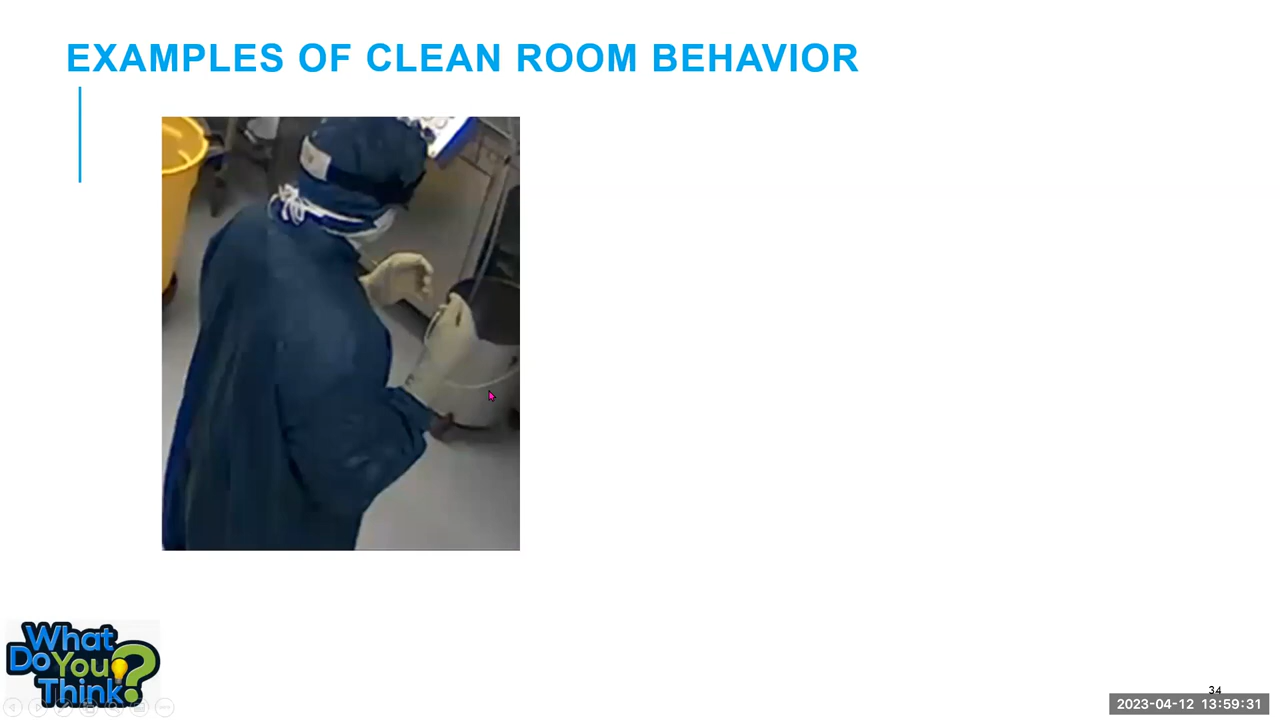 EXAMPLES OF CLEAN ROOM BEHAVIOR
What
Do You
Think?
34
2023-04-12 13:59:31